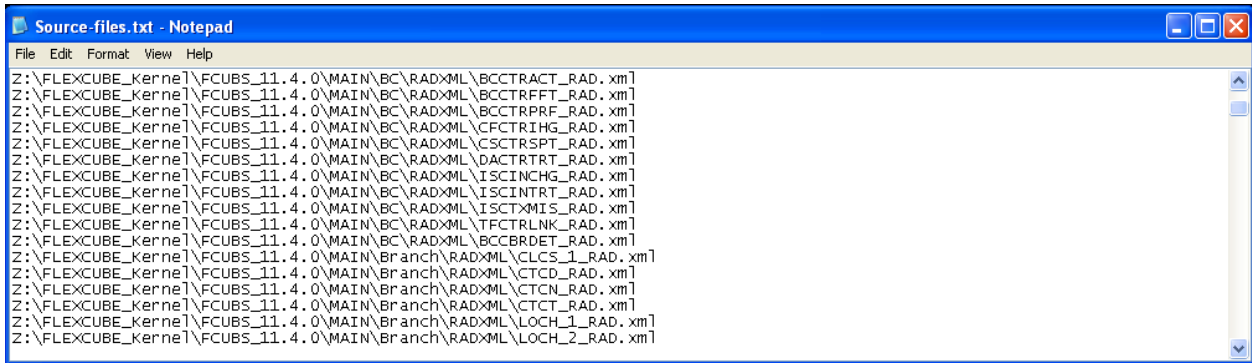 Source-files.txt - Notepad
File Edit Format View Help
Z:\FLEXCUBE_Kernel\FCUBS_11.4.0\MAIN\BC\RADXML\BCCTRACT_RAD.xml
Z:\FLEXCUBE_Kernel\FCUBS_11.4.0\MAIN\BC\RADXML\BCCTRFFT_RAD.xml
Z:\FLEXCUBE_Kernel\FCUBS_11.4.0\MAIN\BC\RADXML\BCCTRPRF_RAD.xml
Z:\FLEXCUBE_Kernel\FCUBS_11.4.0\MAIN\BC\RADXML\CFCTRIHG_RAD.xml
Z:\FLEXCUBE_Kernel\FCUBS_11.4.0\MAIN\BC\RADXML\CSCTRSPT_RAD.xml
Z:\FLEXCUBE_Kernel\FCUBS_11.4.0\MAIN\BC\RADXML\DACTRTRT_RAD.xml
Z:\FLEXCUBE_Kernel\FCUBS_11.4.0\MAIN\BC\RADXML\ISCINCHG_RAD.xml
Z:\FLEXCUBE_Kernel\FCUBS_11.4.0\MAIN\BC\RADXML\ISCINTRT_RAD.xml
Z:\FLEXCUBE_Kernel\FCUBS_11.4.0\MAIN\BC\RADXML\ISCTXMIS_RAD.xml
Z:\FLEXCUBE_Kernel\FCUBS_11.4.0\MAIN\BC\RADXML\TFCTRLNK_RAD.xml
Z:\FLEXCUBE_Kernel\FCUBS_11.4.0\MAIN\BC\RADXML\BCCBRDET_RAD.xml
Z:\FLEXCUBE_Kernel\FCUBS_11.4.0\MAIN\Branch\RADXML\CLCS_1_RAD.xml
Z:\FLEXCUBE_Kernel\FCUBS_11.4.0\MAIN\Branch\RADXML\CTCD_RAD.xml
Z:\FLEXCUBE_Kernel\FCUBS_11.4.0\MAIN\Branch\RADXML\CTCN_RAD.xml
Z:\FLEXCUBE_Kernel\FCUBS_11.4.0\MAIN\Branch\RADXML\CTCT_RAD.xml
Z:\FLEXCUBE_Kernel\FCUBS_11.4.0\MAIN\Branch\RADXML\LOCH_1_RAD.xml
Z:\FLEXCUBE_Kernel\FCUBS_11.4.0\MAIN\Branch\RADXML\LOCH_2_RAD.xml